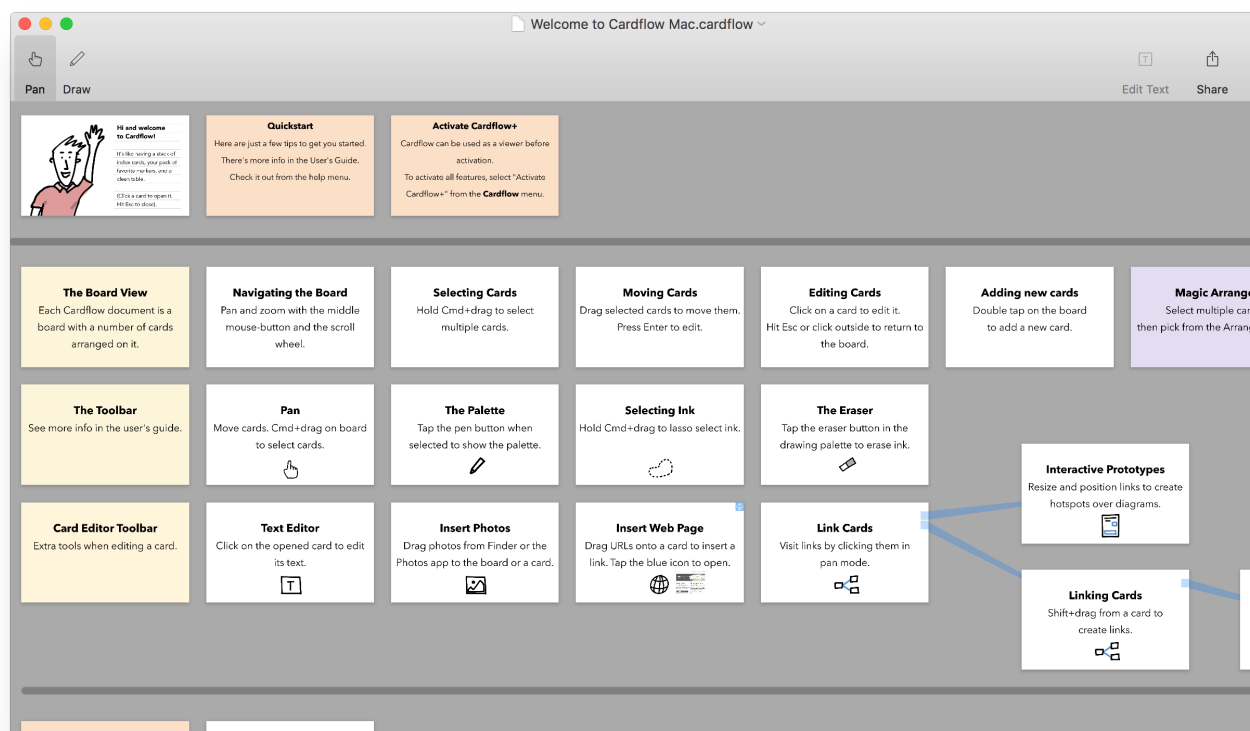 Welcome to Cardflow Mac.cardflow
Pan
Draw
T
Edit Text
Share
Hi and welcome
to Cardflow!
It's like having a stack of
index cards, your pack of
favorite markers, and a
clean table.
(Click a card to open it.
Hit Esc to close).
Quickstart
Here are just a few tips to get you started.
There's more info in the User's Guide.
Check it out from the help menu.
Activate Cardflow+
Cardflow can be used as a viewer before
activation.
To activate all features, select "Activate
Cardflow+" from the Cardflow menu.
The Board View
Each Cardflow document is a
board with a number of cards
arranged on it.
Navigating the Board
Pan and zoom with the middle
mouse-button and the scroll
wheel.
Selecting Cards
Hold Cmd+drag to select
multiple cards.
Moving Cards
Drag selected cards to move them.
Press Enter to edit.
Editing Cards
Click on a card to edit it.
Hit Esc or click outside to return to
the board.
Adding new cards
Double tap on the board
to add a new card.
Magic Arrange
Select multiple car
then pick from the Arrang
The Toolbar
See more info in the user's guide.
Pan
Move cards. Cmd+drag on board
to select cards.
The Palette
Tap the pen button when
selected to show the palette.
Selecting Ink
Hold Cmd+drag to lasso select ink.
The Eraser
Tap the eraser button in the
drawing palette to erase ink.
Interactive Prototypes
Resize and position links to create
hotspots over diagrams.
Card Editor Toolbar
Extra tools when editing a card.
Text Editor
Click on the opened card to edit
its text.
T
Insert Photos
Drag photos from Finder or the
Photos app to the board or a card.
Insert Web Page
Drag URLs onto a card to insert a
link. Tap the blue icon to open.
Link Cards
Visit links by clicking them in
pan mode.
Linking Cards
Shift+drag from a card to
create links.